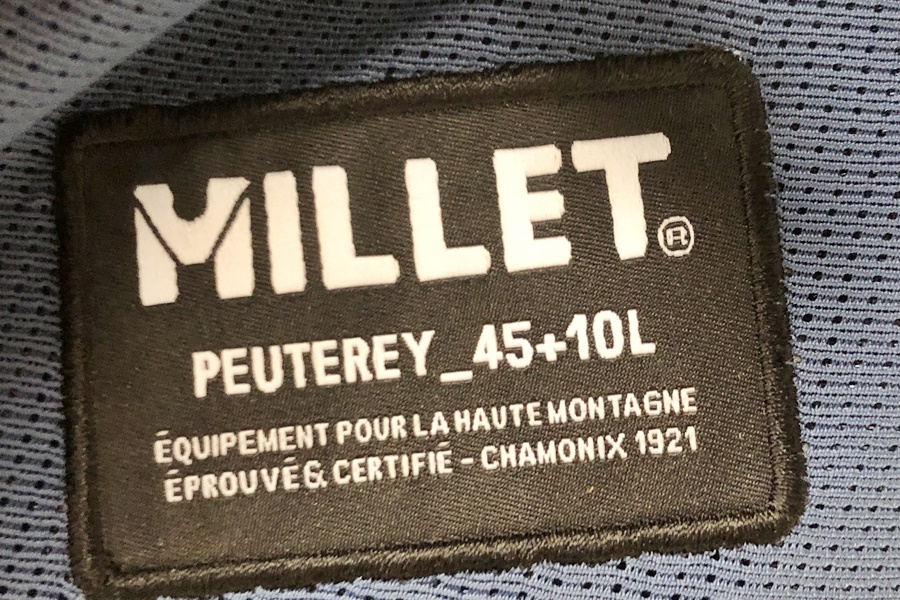 MILLET®
PEUTEREY_45+10L
ÉQUIPEMENT POUR LA HAUTE MONTAGNE
ÉPROUVÉ & CERTIFIÉ - CHAMONIX 1921